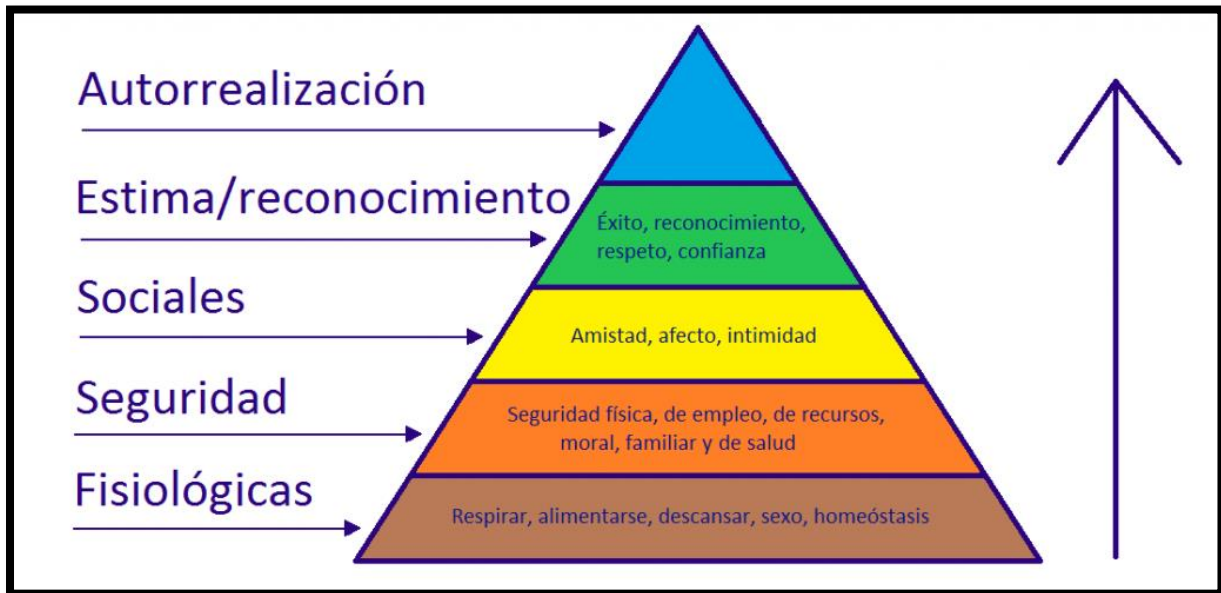 Autorrealización
Estima/reconocimiento
Éxito, reconocimiento,
respeto, confianza
Sociales
Amistad, afecto, intimidad
Seguridad
Seguridad física, de empleo, de recursos,
moral, familiar y de salud
Fisiológicas
Respirar, alimentarse, descansar, sexo, homeóstasis